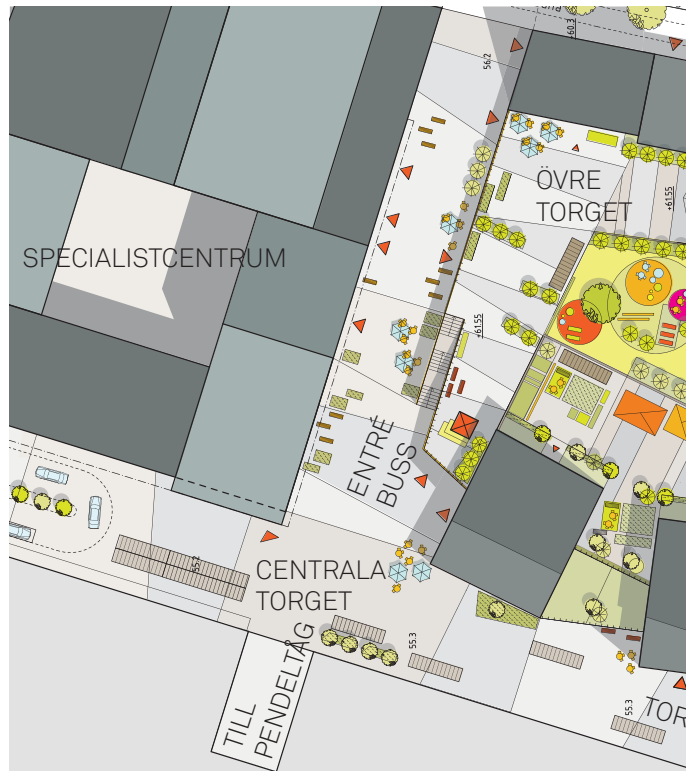 +60.3
56.2
ÖVRE
TORGET
+61.55
SPECIALISTCENTRUM
+61.55
ENTRÉ
BUSS
55.2
CENTRALA
TORGET
55.3
TILL
PENDELTÅG
55.3
TOR